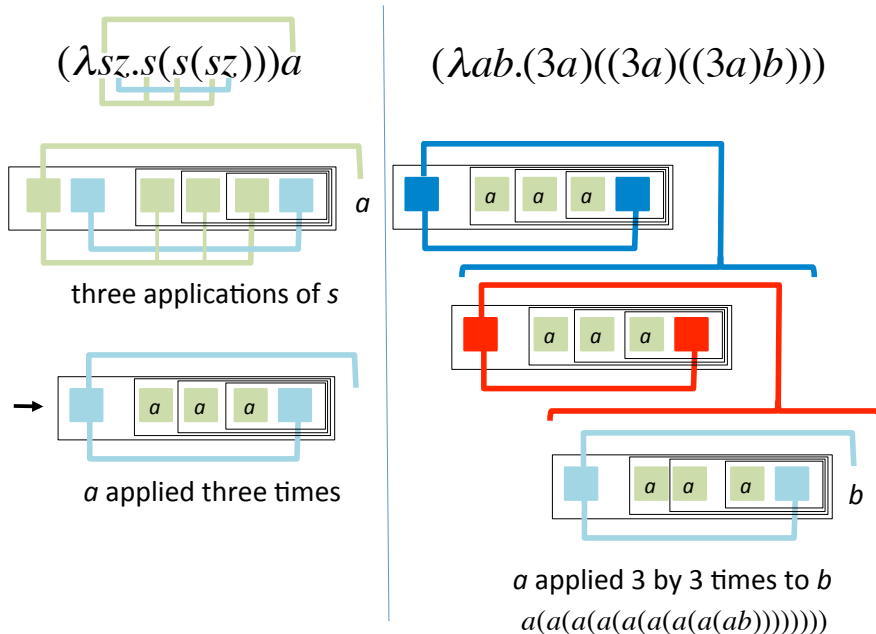 (λsz.s(s(sz)))a
a
three applications of s
a a a
a applied three times
(λab.(3a)((3a)((3a)b)))
a a a
a a a
a a a
b
a applied 3 by 3 times to b
a(a(a(a(a(a(a(a(ab))))))))